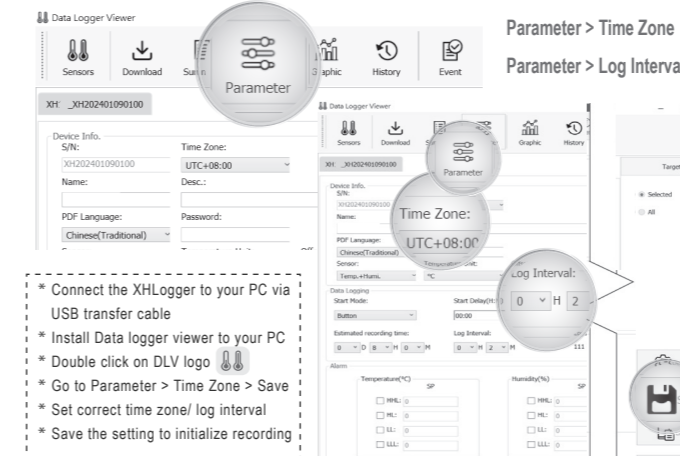 Data Logger Viewer
Sensors
Download
Parameter
History
Event
XH _XH202401090100
Device Info.
S/N:
Time Zone:
XH202401090100
UTC+08:00
Name:
Desc.:
PDF Language:
Password:
Chinese(Traditional)
* Connect the XHLogger to your PC via
USB transfer cable
* Install Data logger viewer to your PC
* Double click on DLV logo
* Go to Parameter > Time Zone > Save
* Set correct time zone/ log interval
* Save the setting to initialize recording
Parameter > Time Zone
Parameter > Log Interva
Data Logger Viewer
Sensors
Download
Parameter
Graphic
History
XH _XH202401090100
Device Info.
S/N:
XH202401090100
Name:
Time Zone:
UTC+08:00
PDF Language:
Chinese(Traditional)
Sensor:
Temp.+Humi.
°C
Log Interval:
0 H 2
Data Logging
Start Mode:
Start Delay(H:
Button
00:00
Estimated recording time:
Log Interval:
0 D 8 H 0 M
0 H 2 M
111
Alarm
Temperature(°C)
Humidity(%)
SP
SP
HHL: 0
HHL: 0
HL: 0
HL: 0
LL: 0
LL: 0
LLL: 0
LLL: 0
Target
Selected
All